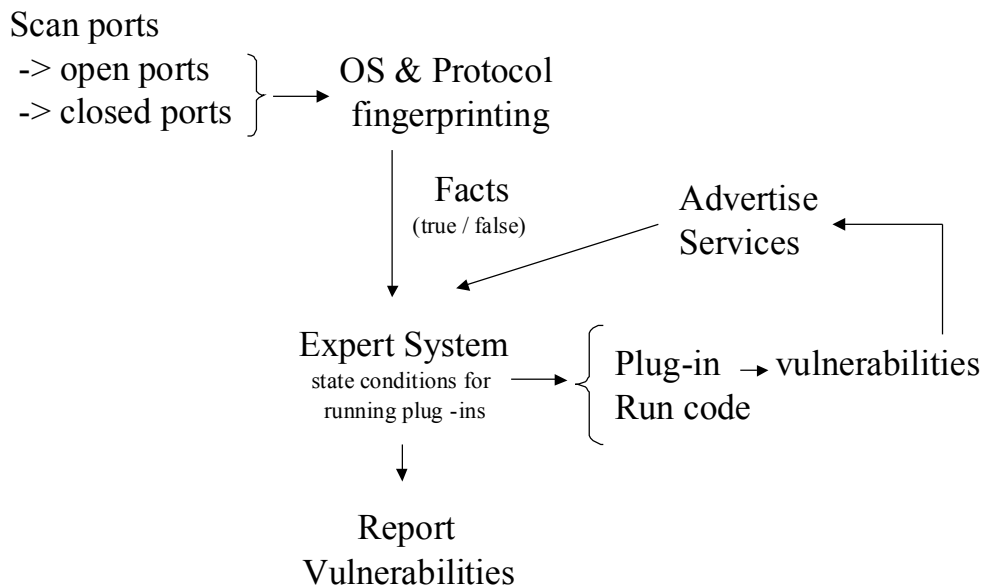 Scan ports
-> open ports
-> closed ports
OS & Protocol
fingerprinting
Facts
(true / false)
Advertise
Services
Expert System
state conditions for
running plug -ins
Plug-in
Run code
vulnerabilities
Report
Vulnerabilities